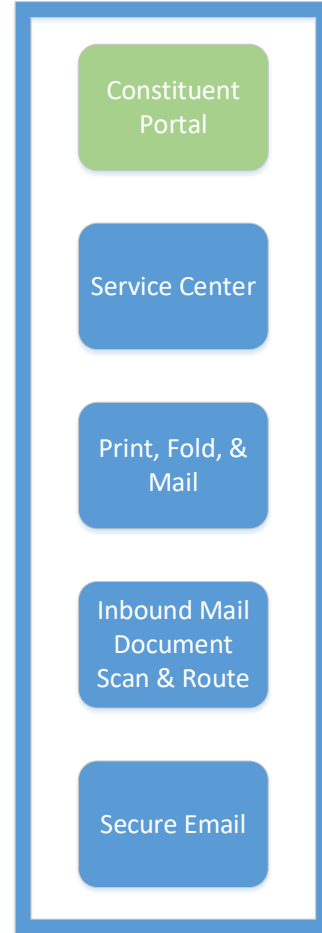 Constituent
Portal
Service Center
Print, Fold, &
Mail
Inbound Mail
Document
Scan & Route
Secure Email